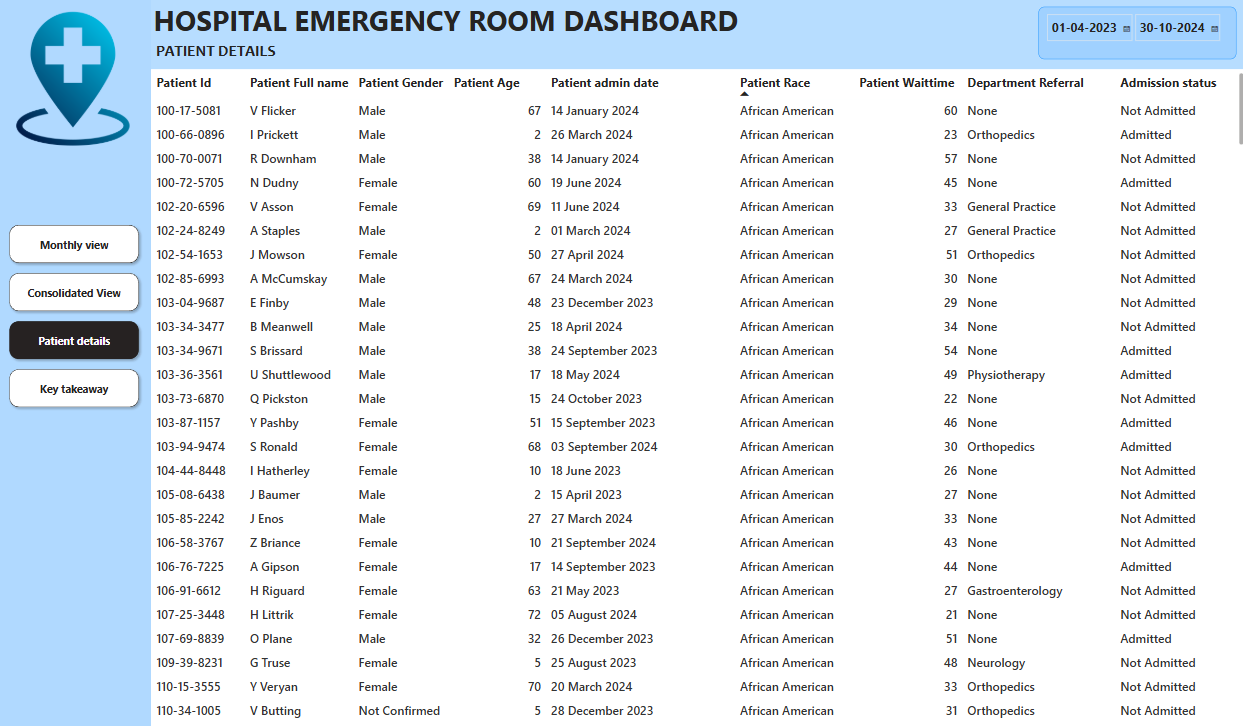 HOSPITAL EMERGENCY ROOM DASHBOARD
PATIENT DETAILS
01-04-2023 30-10-2024
Monthly view
Consolidated View
Patient details
Key takeaway
Patient Id Patient Full name Patient Gender Patient Age Patient admin date Patient Race Patient Waittime Department Referral Admission status
100-17-5081 V Flicker Male 67 14 January 2024 African American 60 None Not Admitted
100-66-0896 I Prickett Male 2 26 March 2024 African American 23 Orthopedics Admitted
100-70-0071 R Downham Male 38 14 January 2024 African American 57 None Not Admitted
100-72-5705 N Dudny Female 60 19 June 2024 African American 45 None Admitted
102-20-6596 V Asson Female 69 11 June 2024 African American 33 General Practice Not Admitted
102-24-8249 A Staples Male 2 01 March 2024 African American 27 General Practice Not Admitted
102-54-1653 J Mowson Female 50 27 April 2024 African American 51 Orthopedics Not Admitted
102-85-6993 A McCumskay Male 67 24 March 2024 African American 30 None Not Admitted
103-04-9687 E Finby Male 48 23 December 2023 African American 29 None Not Admitted
103-34-3477 B Meanwell Male 25 18 April 2024 African American 34 None Not Admitted
103-34-9671 S Brissard Male 38 24 September 2023 African American 54 None Admitted
103-36-3561 U Shuttlewood Male 17 18 May 2024 African American 49 Physiotherapy Admitted
103-73-6870 Q Pickston Male 15 24 October 2023 African American 22 None Not Admitted
103-87-1157 Y Pashby Female 51 15 September 2023 African American 46 None Admitted
103-94-9474 S Ronald Female 68 03 September 2024 African American 30 Orthopedics Admitted
104-44-8448 I Hatherley Female 10 18 June 2023 African American 26 None Not Admitted
105-08-6438 J Baumer Male 2 15 April 2023 African American 27 None Not Admitted
105-85-2242 J Enos Male 27 27 March 2024 African American 33 None Not Admitted
106-58-3767 Z Briance Female 10 21 September 2024 African American 43 None Not Admitted
106-76-7225 A Gipson Female 17 14 September 2023 African American 44 None Admitted
106-91-6612 H Riguard Female 63 21 May 2023 African American 27 Gastroenterology Not Admitted
107-25-3448 H Littrik Female 72 05 August 2024 African American 21 None Not Admitted
107-69-8839 O Plane Male 32 26 December 2023 African American 51 None Admitted
109-39-8231 G Truse Female 5 25 August 2023 African American 48 Neurology Not Admitted
110-15-3555 Y Veryan Female 70 20 March 2024 African American 33 Orthopedics Not Admitted
110-34-1005 V Butting Not Confirmed 5 28 December 2023 African American 31 Orthopedics Not Admitted